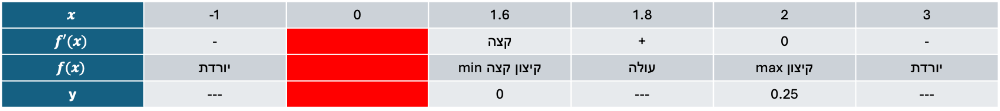 x -1 0 1.6 1.8 2 3
f′(x) - קצה + 0 -
f(x) יורדת קיצון קצה min עולה קיצון max יורדת
y --- 0 --- 0.25 ---